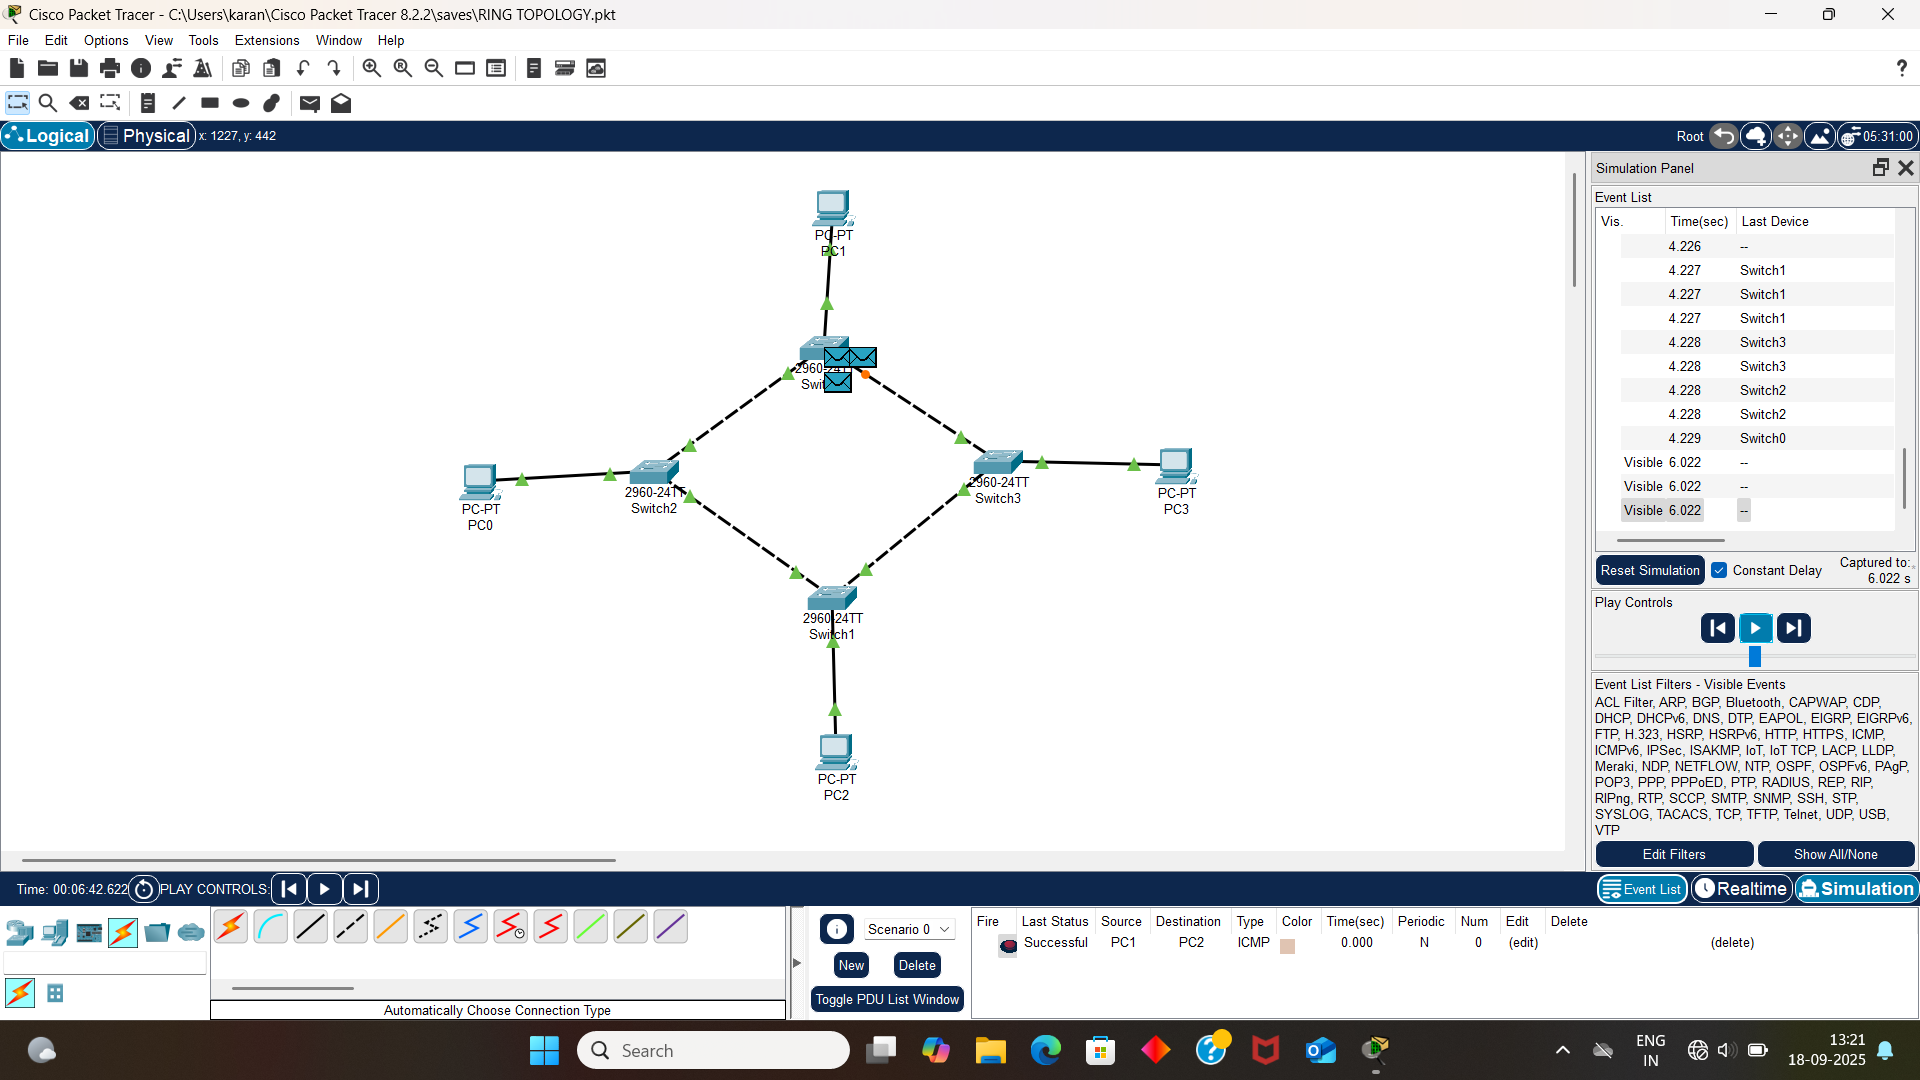 Cisco Packet Tracer - C:\Users\karan\Cisco Packet Tracer 8.2.2\saves\RING TOPOLOGY.pkt
File Edit Options View Tools Extensions Window Help
?
Logical Physical x: 1227, y: 442
Root 05:31:00
PC-PT
PC1
2960-24TT
PC-PT
PC0
2960-24TT
Switch2
2960-24TT
Switch3
PC-PT
PC3
2960-24TT
Switch1
PC-PT
PC2
Simulation Panel
Event List
Vis. Time(sec) Last Device
4.226 --
4.227 Switch1
4.227 Switch1
4.227 Switch1
4.228 Switch3
4.228 Switch3
4.228 Switch2
4.228 Switch2
4.229 Switch0
Visible 6.022 --
Visible 6.022 --
Visible 6.022 --
Reset Simulation Constant Delay Captured to:
6.022 s
Play Controls
Event List Filters - Visible Events
ACL Filter, ARP, BGP, Bluetooth, CAPWAP, CDP,
DHCP, DHCPv6, DNS, DTP, EAPOL, EIGRP, EIGRPv6,
FTP, H.323, HSRP, HSRPv6, HTTP, HTTPS, ICMP,
ICMPv6, IPSec, ISAKMP, IoT, IoT TCP, LACP, LLDP,
Meraki, NDP, NETFLOW, NTP, OSPF, OSPFv6, PAgP,
POP3, PPP, PPPoED, PTP, RADIUS, REP, RIP,
RIPng, RTP, SCCP, SMTP, SNMP, SSH, STP,
SYSLOG, TACACS, TCP, TFTP, Telnet, UDP, USB,
VTP
Edit Filters Show All/None
Time: 00:06:42.622 PLAY CONTROLS:
Event List Realtime Simulation
Automatically Choose Connection Type
Scenario 0
New Delete
Toggle PDU List Window
Fire Last Status Source Destination Type Color Time(sec) Periodic Num Edit Delete
Successful PC1 PC2 ICMP 0.000 N 0 (edit) (delete)
Search
ENG
IN
13:21
18-09-2025